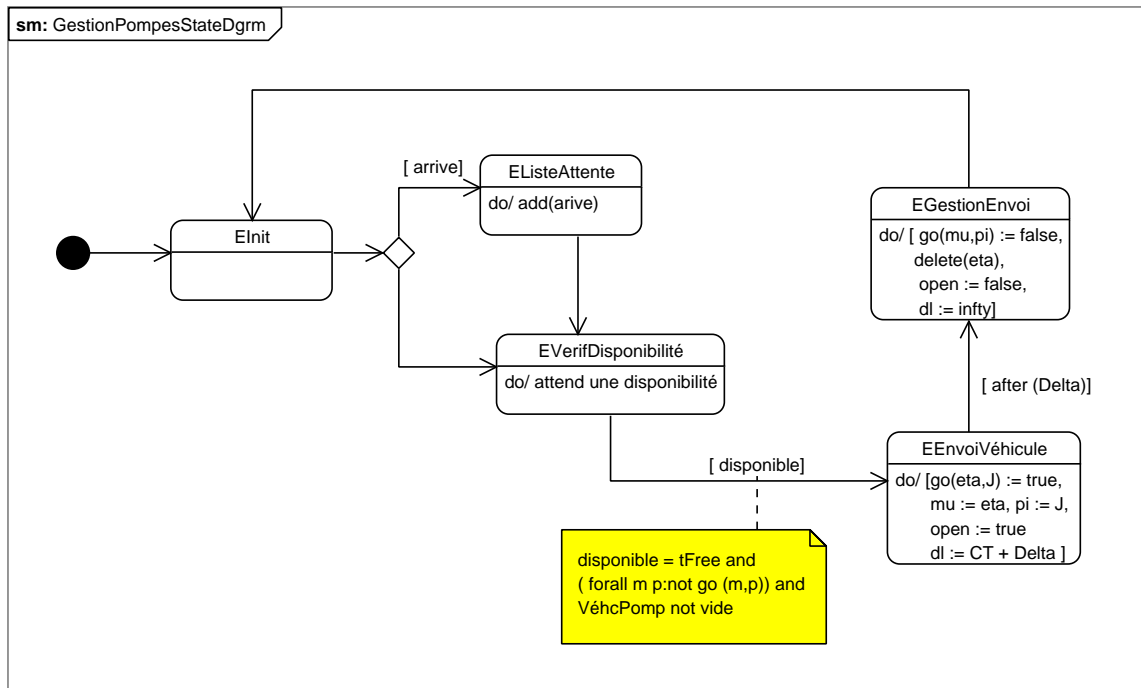 sm: GestionPompesStateDgrm
[ arrive]
EListeAttente
do/ add(arive)
EInit
EGestionEnvoi
do/ [ go(mu,pi) := false,
delete(eta),
open := false,
dl := infty]
EVerifDisponibilité
do/ attend une disponibilité
[ after (Delta)]
[ disponible]
EEnvoiVéhicule
do/ [go(eta,J) := true,
mu := eta, pi := J,
open := true
dl := CT + Delta ]
disponible = tFree and
( forall m p:not go (m,p)) and
VéhcPomp not vide